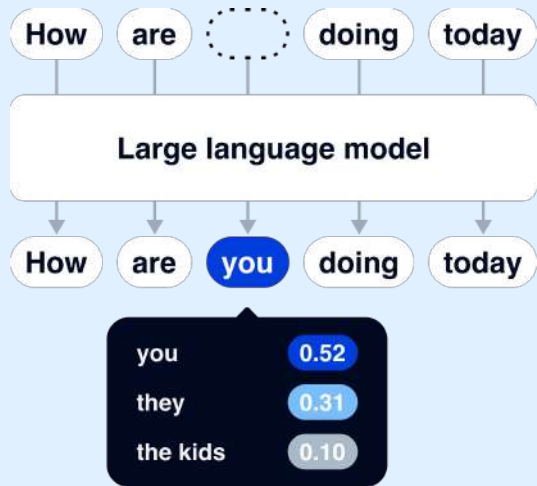 How are doing today
Large language model
How are you doing today
you 0.52
they 0.31
the kids 0.10